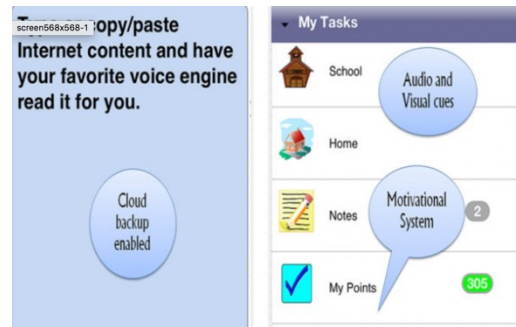 screen568x568-1
copy/paste
Internet content and have
your favorite voice engine
read it for you.
Cloud
backup
enabled
My Tasks
School
Audio and
Visual cues
Home
Notes
Motivational
System
2
My Points
305